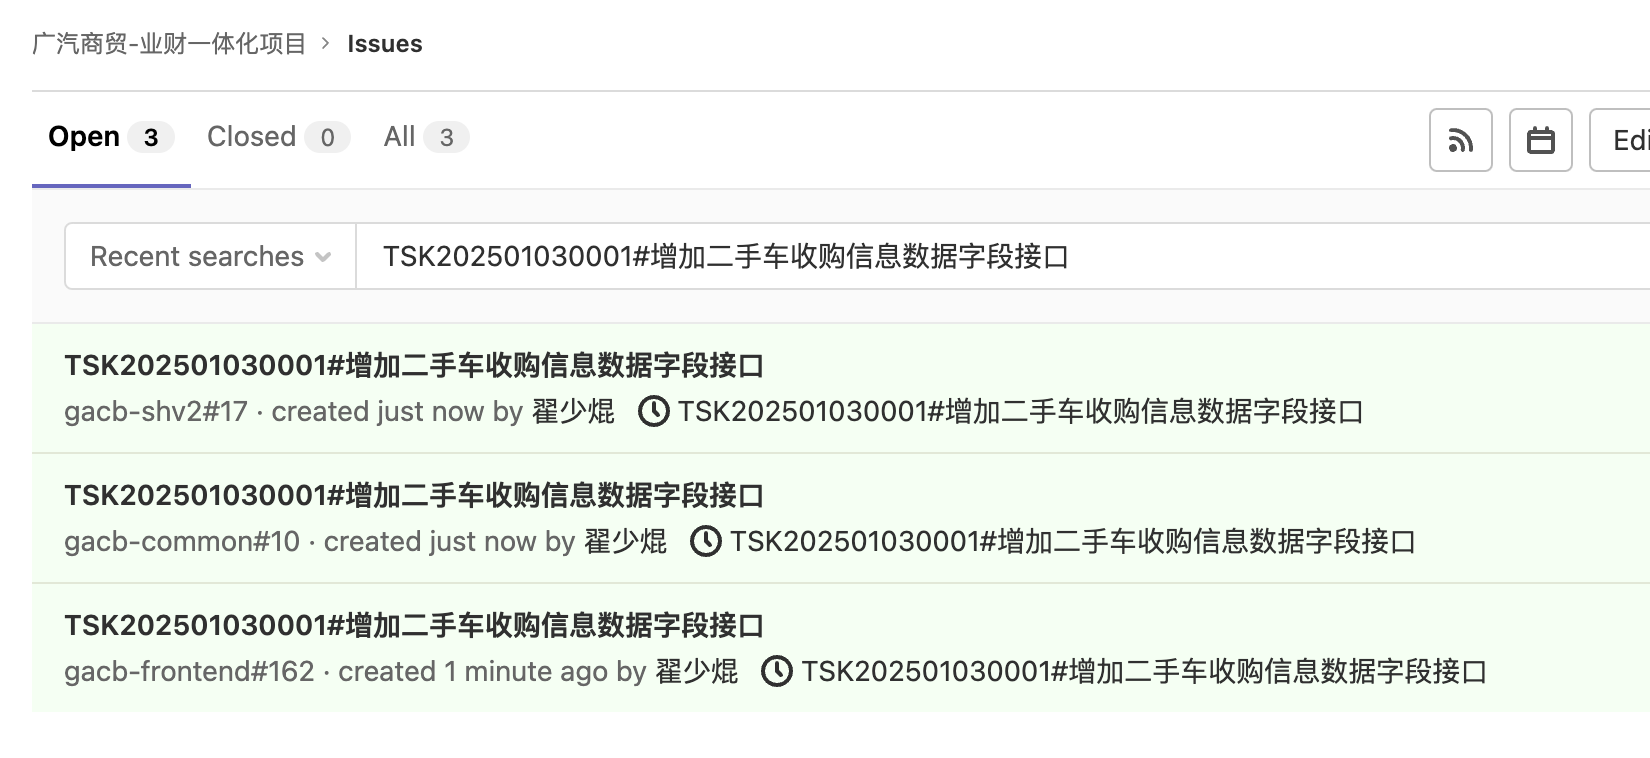 广汽商贸-业财一体化项目 › Issues
Open 3 Closed 0 All 3
Edi
Recent searches TSK202501030001#增加二手车收购信息数据字段接口
TSK202501030001#增加二手车收购信息数据字段接口
gacb-shv2#17 · created just now by 翟少焜 TSK202501030001#增加二手车收购信息数据字段接口
TSK202501030001#增加二手车收购信息数据字段接口
gacb-common#10 · created just now by 翟少焜 TSK202501030001#增加二手车收购信息数据字段接口
TSK202501030001#增加二手车收购信息数据字段接口
gacb-frontend#162 · created 1 minute ago by 翟少焜 TSK202501030001#增加二手车收购信息数据字段接口